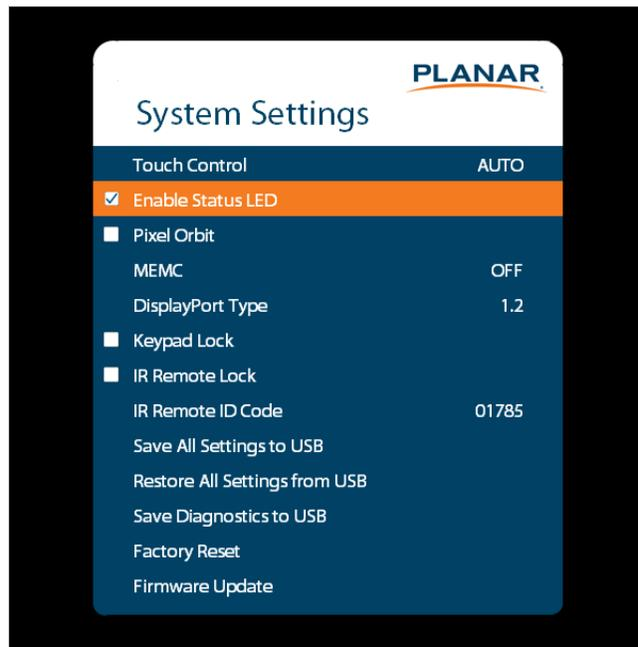 PLANAR
System Settings
Touch Control AUTO
Enable Status LED
Pixel Orbit
MEMC OFF
DisplayPort Type 1.2
Keypad Lock
IR Remote Lock
IR Remote ID Code 01785
Save All Settings to USB
Restore All Settings from USB
Save Diagnostics to USB
Factory Reset
Firmware Update